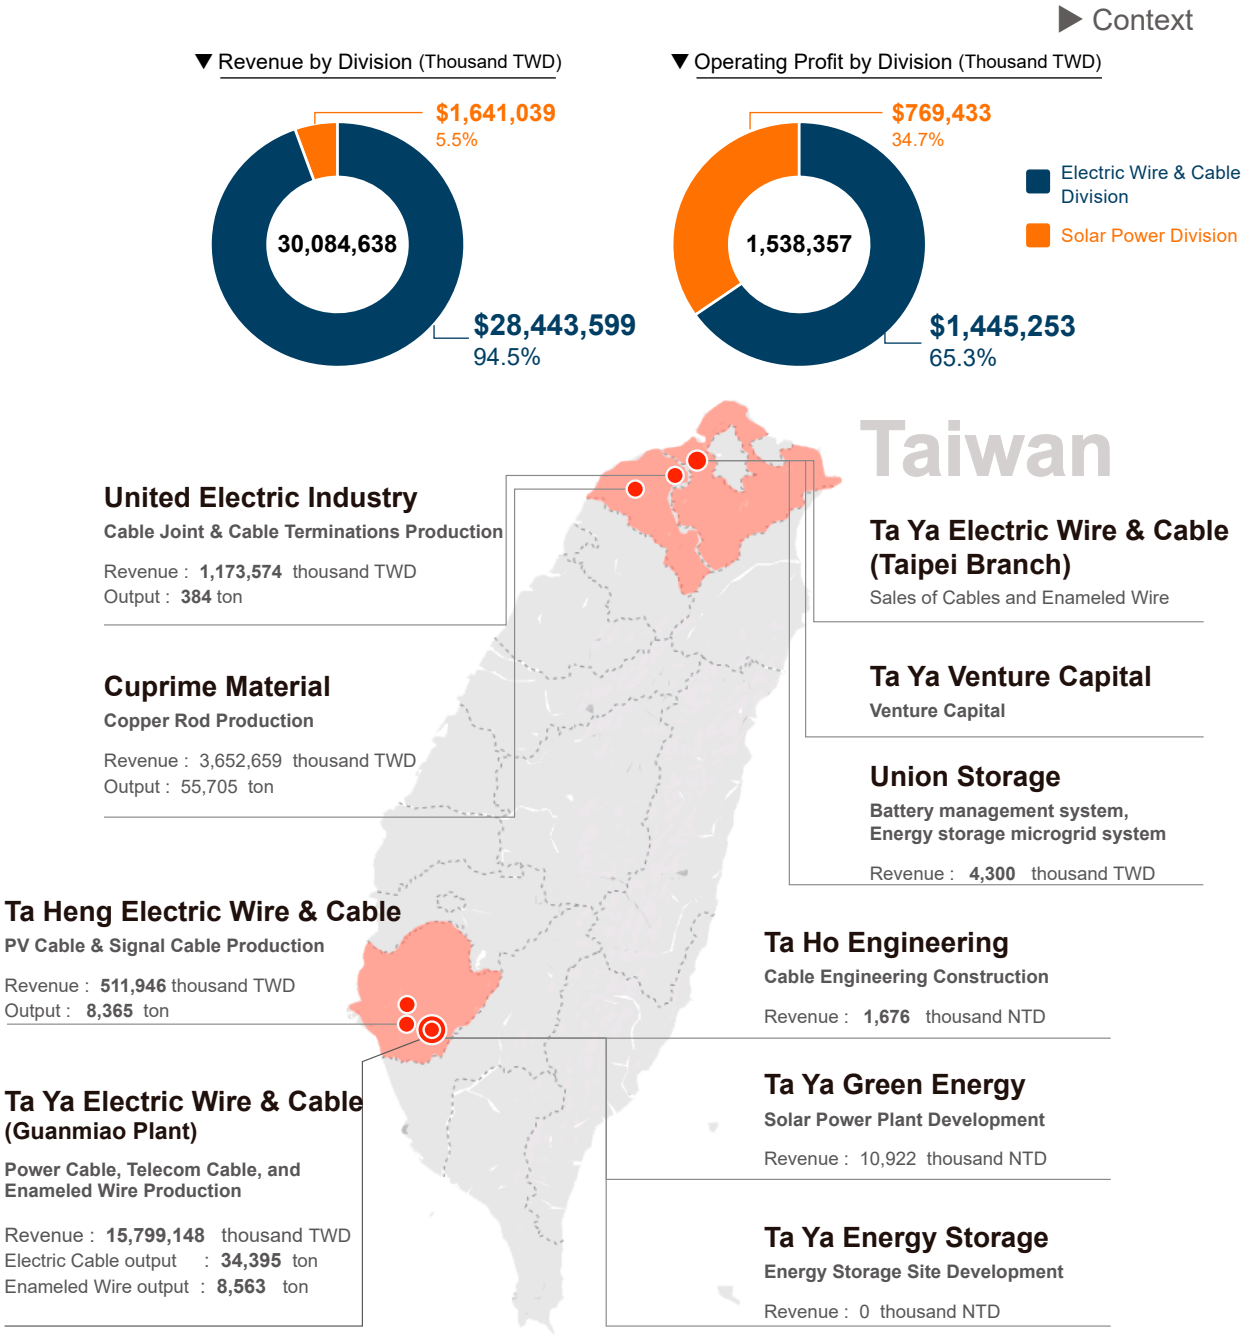 ▶ Context
▼ Revenue by Division (Thousand TWD)
$1,641,039
5.5%
30,084,638
$28,443,599
94.5%
▼ Operating Profit by Division (Thousand TWD)
$769,433
34.7%
1,538,357
$1,445,253
65.3%
Electric Wire & Cable
Division
Solar Power Division
Taiwan
United Electric Industry
Cable Joint & Cable Terminations Production
Revenue : 1,173,574 thousand TWD
Output : 384 ton
Cuprime Material
Copper Rod Production
Revenue : 3,652,659 thousand TWD
Output : 55,705 ton
Ta Heng Electric Wire & Cable
PV Cable & Signal Cable Production
Revenue : 511,946 thousand TWD
Output : 8,365 ton
Ta Ya Electric Wire & Cable
(Guanmiao Plant)
Power Cable, Telecom Cable, and
Enameled Wire Production
Revenue : 15,799,148 thousand TWD
Electric Cable output : 34,395 ton
Enameled Wire output : 8,563 ton
Ta Ya Electric Wire & Cable
(Taipei Branch)
Sales of Cables and Enameled Wire
Ta Ya Venture Capital
Venture Capital
Union Storage
Battery management system,
Energy storage microgrid system
Revenue : 4,300 thousand TWD
Ta Ho Engineering
Cable Engineering Construction
Revenue : 1,676 thousand NTD
Ta Ya Green Energy
Solar Power Plant Development
Revenue : 10,922 thousand NTD
Ta Ya Energy Storage
Energy Storage Site Development
Revenue : 0 thousand NTD